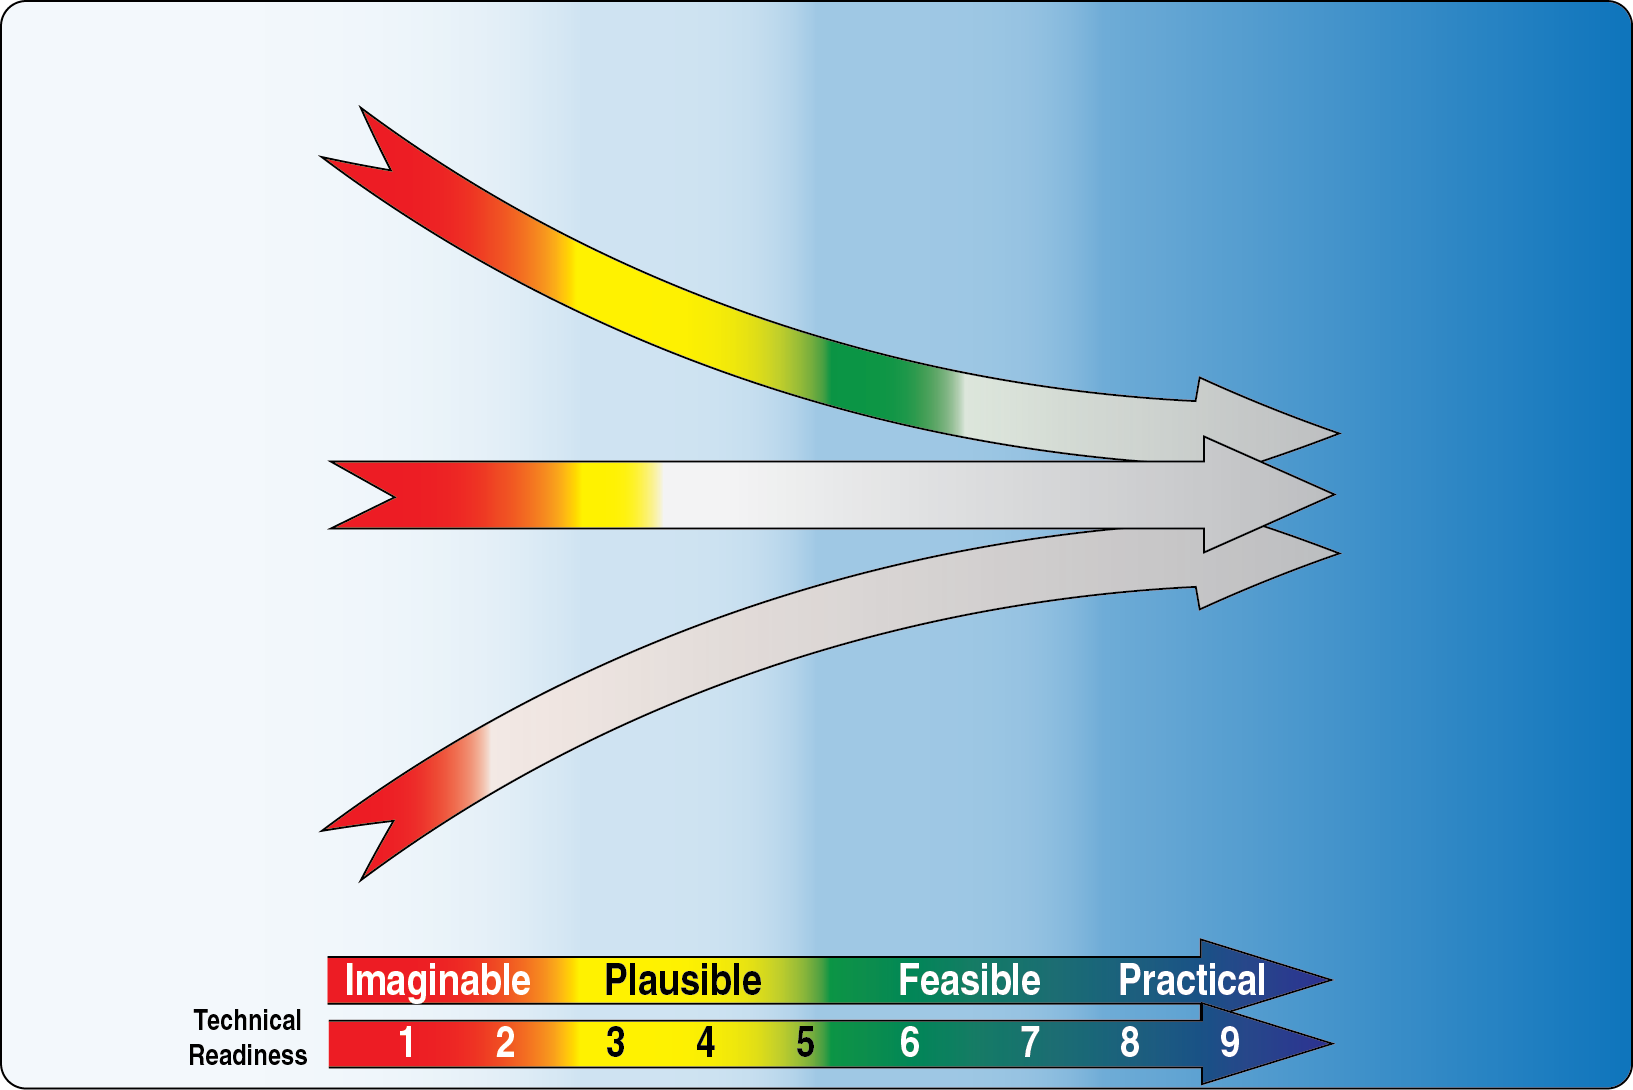 Imaginable Plausible Feasible Practical
Technical
Readiness
1 2 3 4 5 6 7 8 9